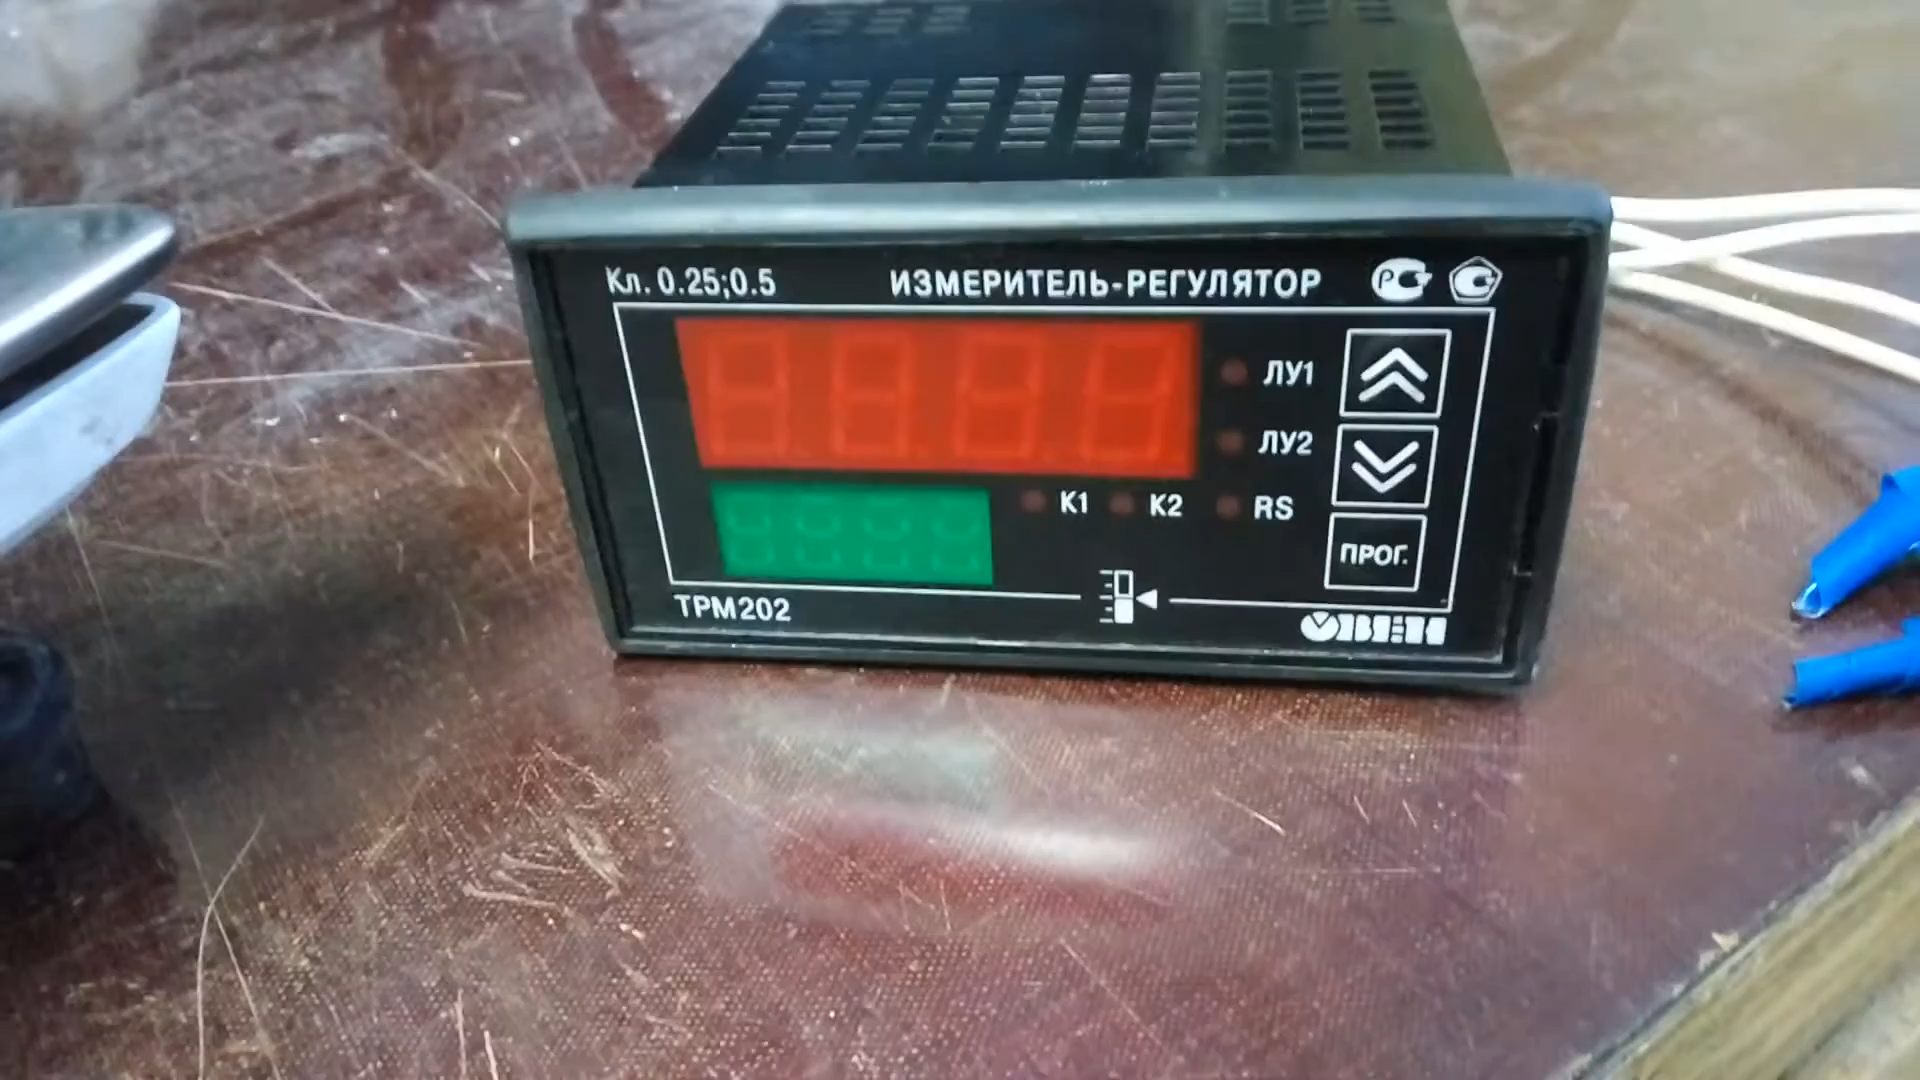 Кл. 0.25;0.5 ИЗМЕРИТЕЛЬ-РЕГУЛЯТОР
ЛУ1
ЛУ2
К1 К2 RS
ПРОГ.
ТРМ202
ОВЕН